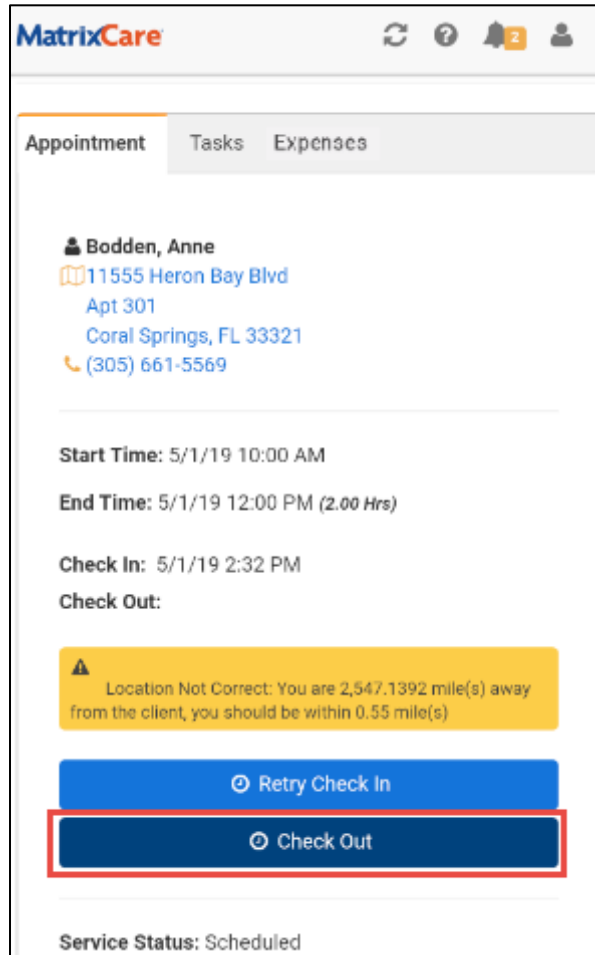 MatrixCare
2
Appointment Tasks Expenses
Bodden, Anne
11555 Heron Bay Blvd
Apt 301
Coral Springs, FL 33321
(305) 661-5569
Start Time: 5/1/19 10:00 AM
End Time: 5/1/19 12:00 PM (2.00 Hrs)
Check In: 5/1/19 2:32 PM
Check Out:
Location Not Correct: You are 2,547.1392 mile(s) away
from the client, you should be within 0.55 mile(s)
Retry Check In
Check Out
Service Status: Scheduled